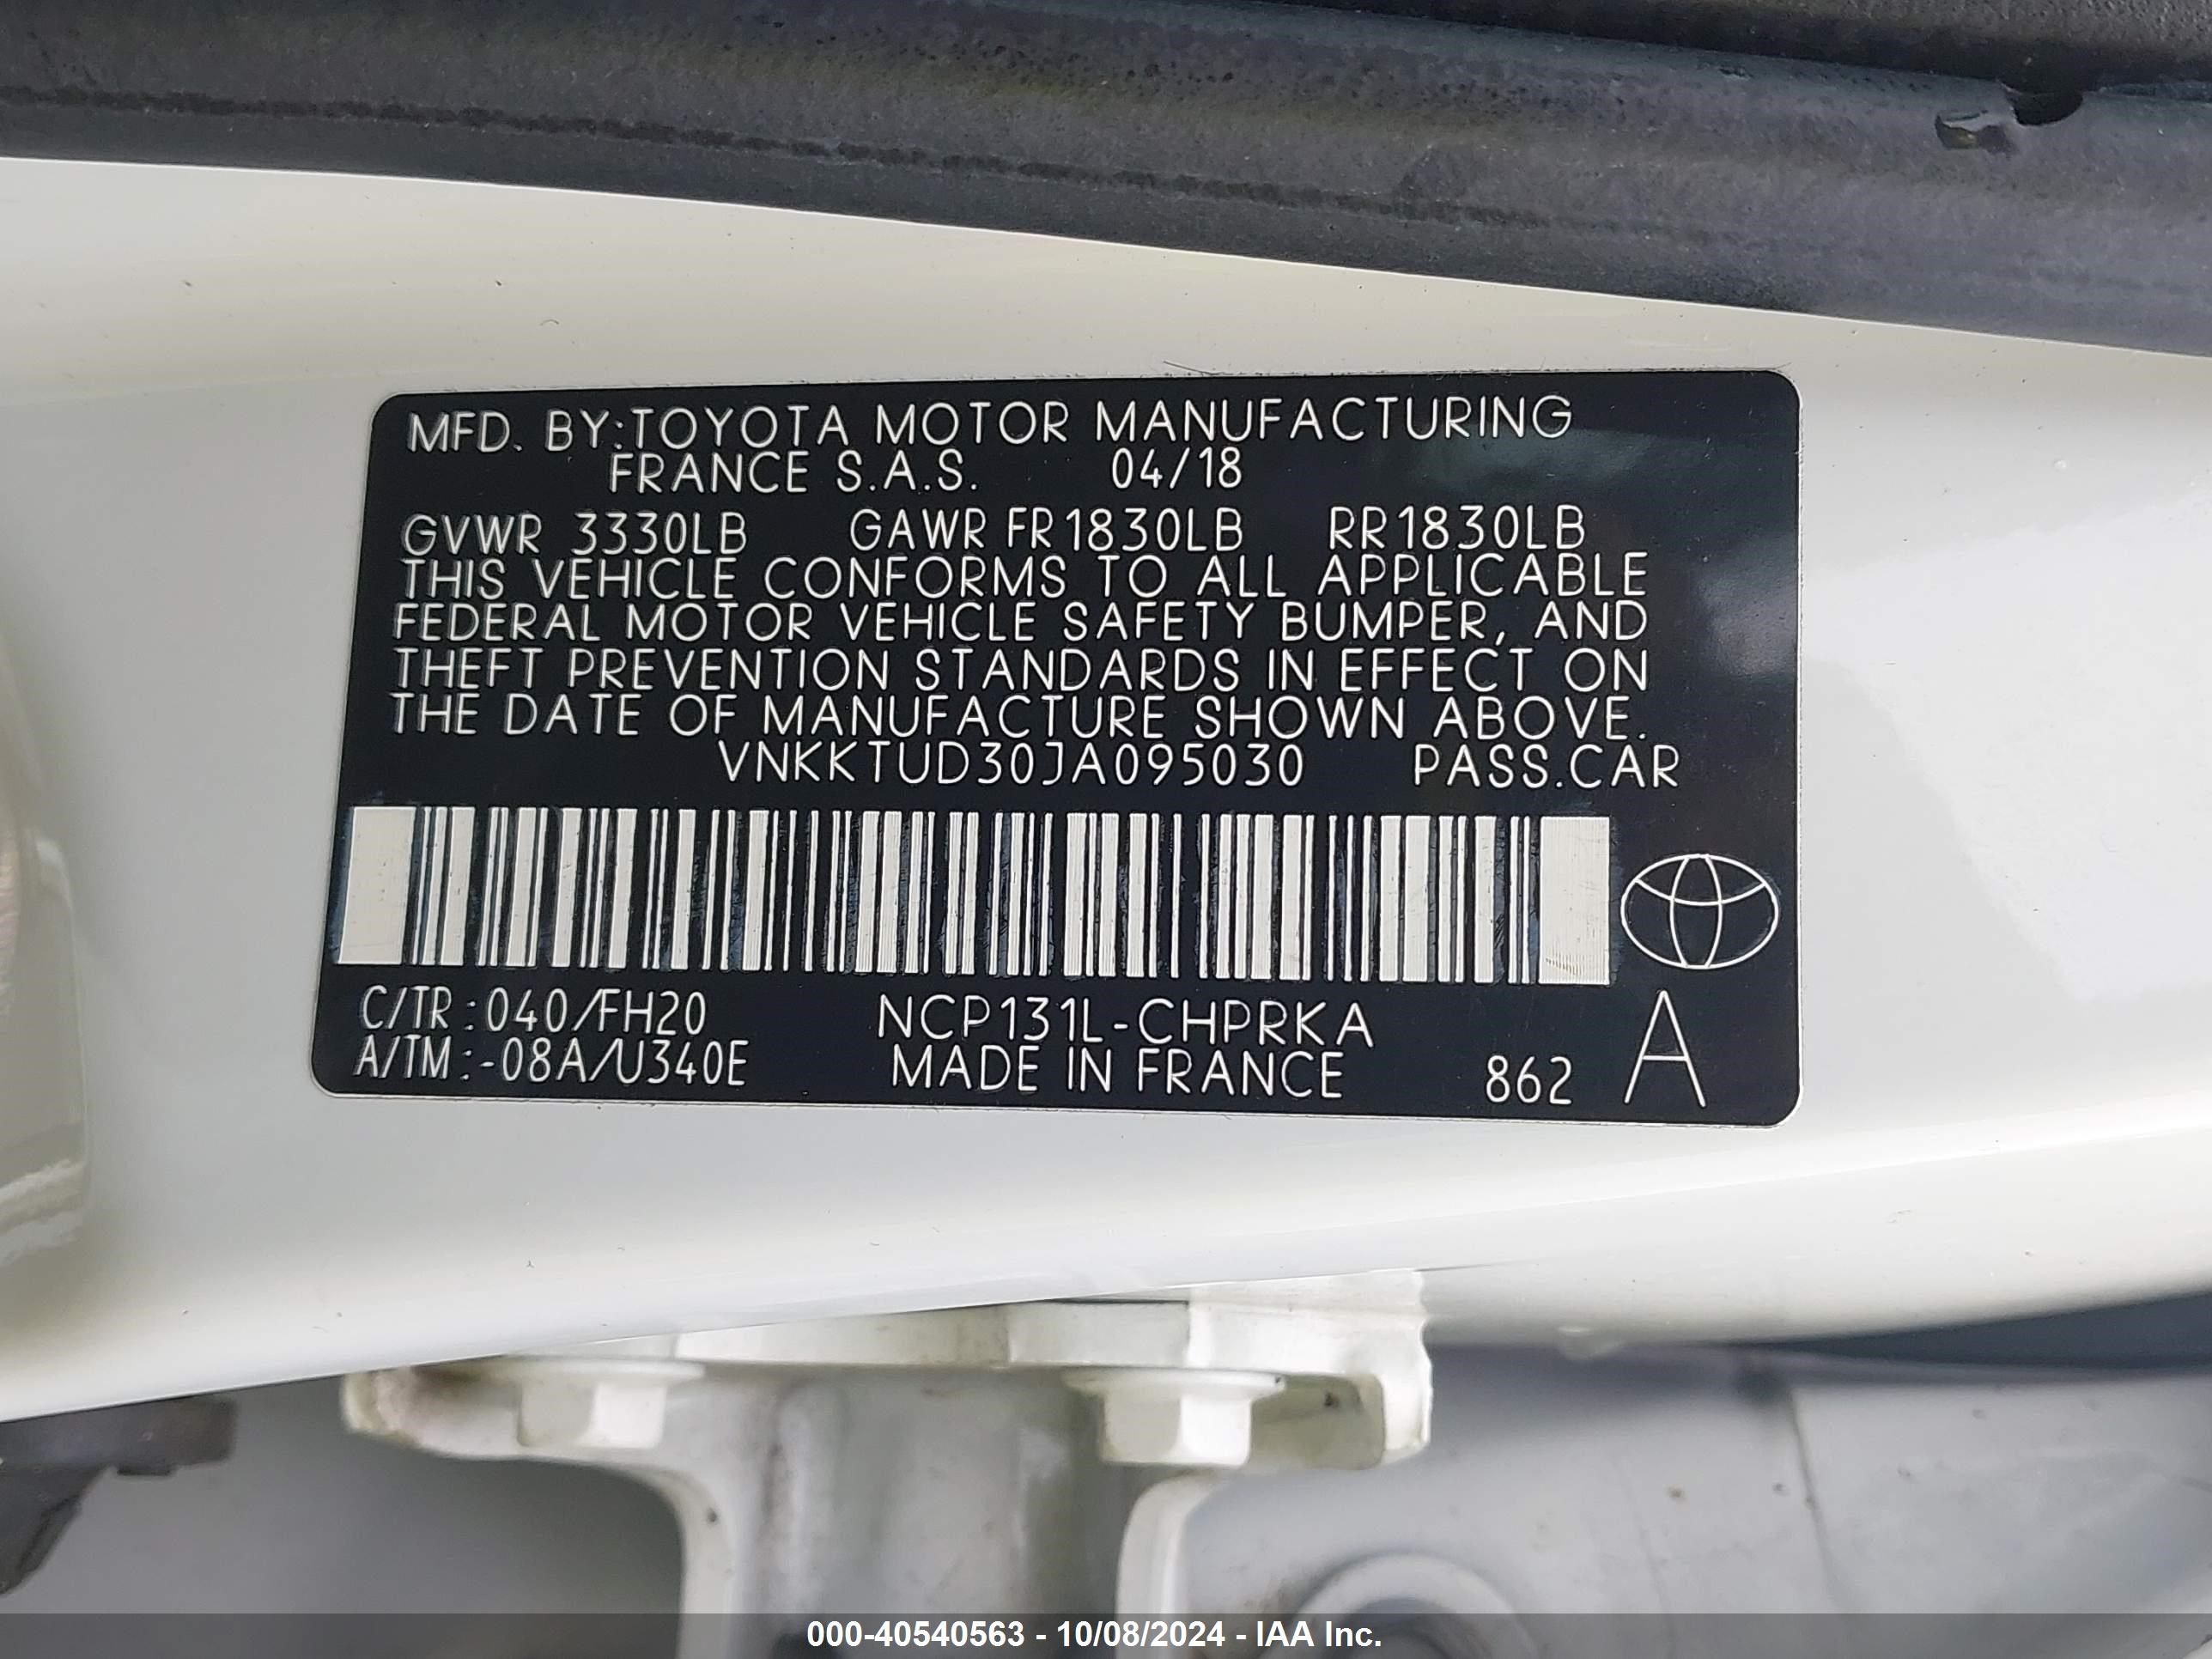 MFD. BY:TOYOTA MOTOR MANUFACTURING
FRANCE S.A.S. 04/18
GVWR 3330LB GAWR FR1830LB RR1830LB
THIS VEHICLE CONFORMS TO ALL APPLICABLE
FEDERAL MOTOR VEHICLE SAFETY BUMPER, AND
THEFT PREVENTION STANDARDS IN EFFECT ON
THE DATE OF MANUFACTURE SHOWN ABOVE.
VNKKTUD30JA095030 PASS.CAR
C/TR:040/FH20 NCP131L-CHPRKA
A/TM:-08A/U340E MADE IN FRANCE 862 A
000-40540563 - 10/08/2024 - IAA Inc.